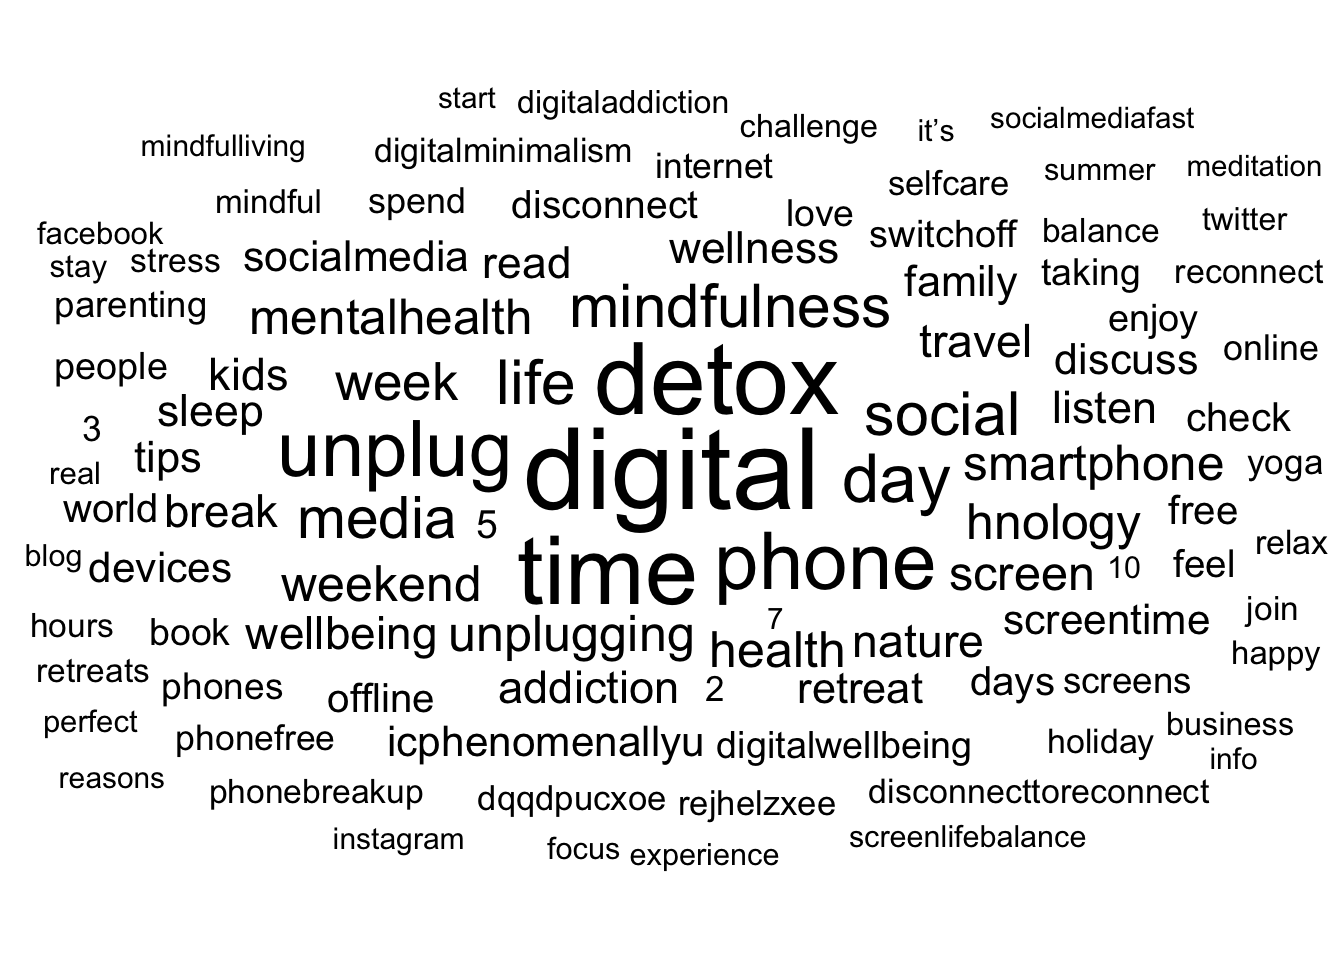 start digitaladdiction
challenge it’s socialmediafast
mindfulliving digitalminimalism internet
selfcare summer meditation
mindful spend disconnect love
facebook switchoff balance twitter
stay stress socialmedia read wellness
family taking reconnect
parenting mentalhealth mindfulness
travel enjoy
people kids week life detox discuss online
3 sleep social listen check
real tips unplug digital day smartphone yoga
world break media 5 hnology free
blog devices weekend time phone screen 10 feel relax
hours book wellbeing unplugging 7 health nature screentime join
retreats phones offline addiction 2 retreat days screens happy
perfect phonefree icphenomenallyu digitalwellbeing holiday business
info
reasons phonebreakup dqqdpucxoe rejhelzxee disconnecttoreconnect
instagram focus experience screenlifebalance